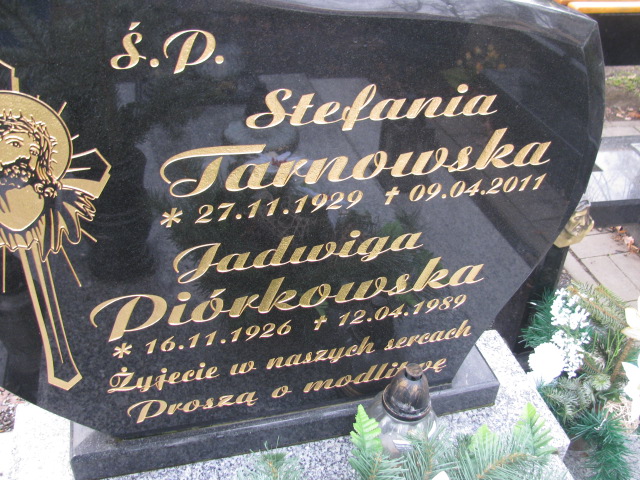 Ś.P.
Stefania
Tarnowska
* 27.11.1929 ✝ 09.04.2011
Jadwiga
Piórkowska
* 16.11.1926 ✝ 12.04.1989
Żyjecie w naszych sercach
Proszą o modlitwę